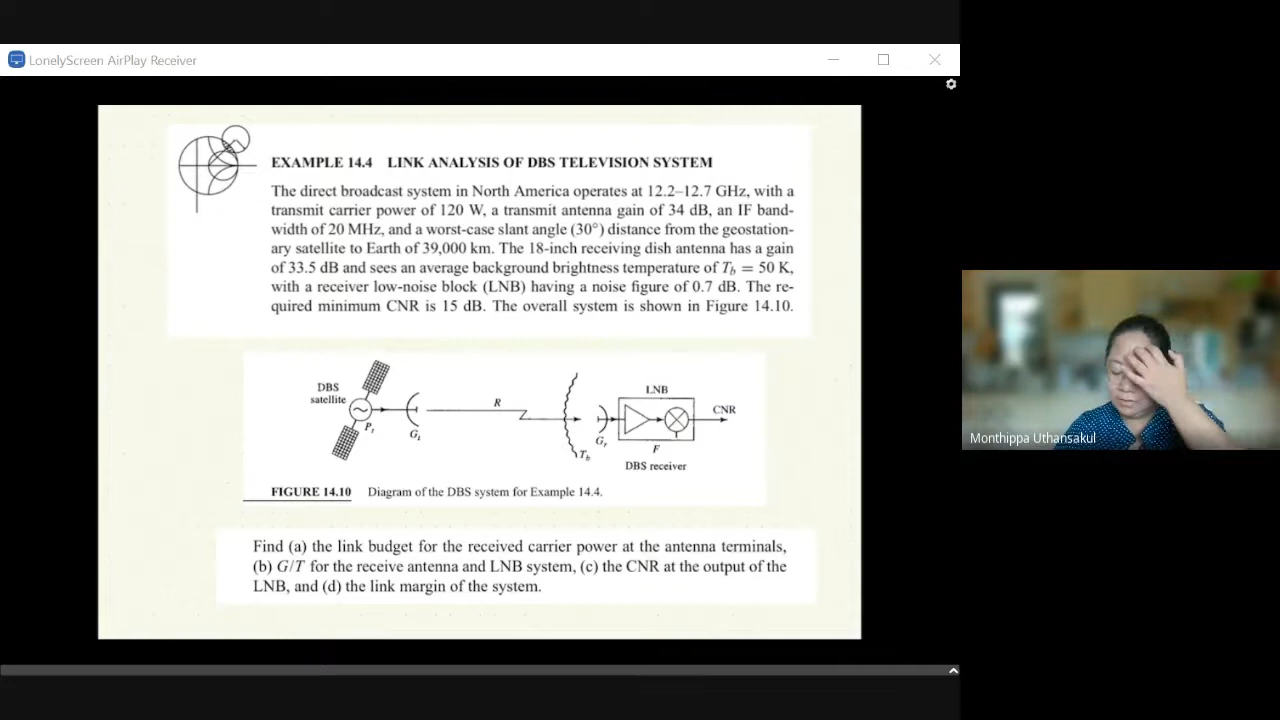 LonelyScreen AirPlay Receiver
EXAMPLE 14.4 LINK ANALYSIS OF DBS TELEVISION SYSTEM
The direct broadcast system in North America operates at 12.2–12.7 GHz, with a
transmit carrier power of 120 W, a transmit antenna gain of 34 dB, an IF band-
width of 20 MHz, and a worst-case slant angle (30°) distance from the geostation-
ary satellite to Earth of 39,000 km. The 18-inch receiving dish antenna has a gain
of 33.5 dB and sees an average background brightness temperature of Tb = 50 K,
with a receiver low-noise block (LNB) having a noise figure of 0.7 dB. The re-
quired minimum CNR is 15 dB. The overall system is shown in Figure 14.10.
DBS
satellite
Pt
Gt
R
Tb
Gr
LNB
F
CNR
DBS receiver
FIGURE 14.10 Diagram of the DBS system for Example 14.4.
Find (a) the link budget for the received carrier power at the antenna terminals,
(b) G/T for the receive antenna and LNB system, (c) the CNR at the output of the
LNB, and (d) the link margin of the system.
Monthippa Uthansakul